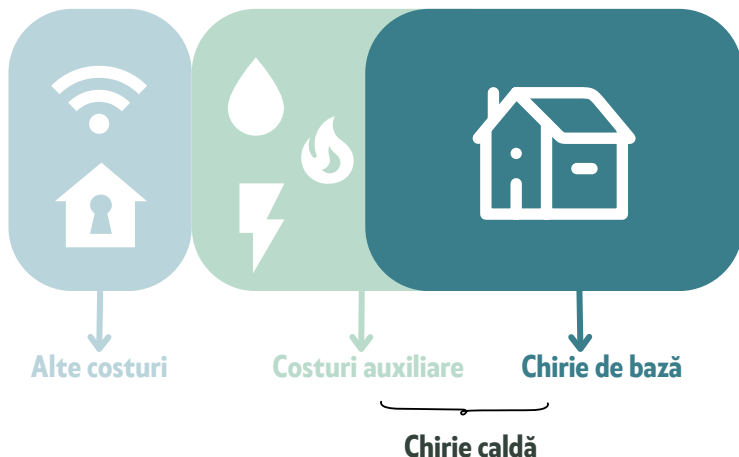 Alte costuri
Costuri auxiliare
Chirie de bază
Chirie caldă